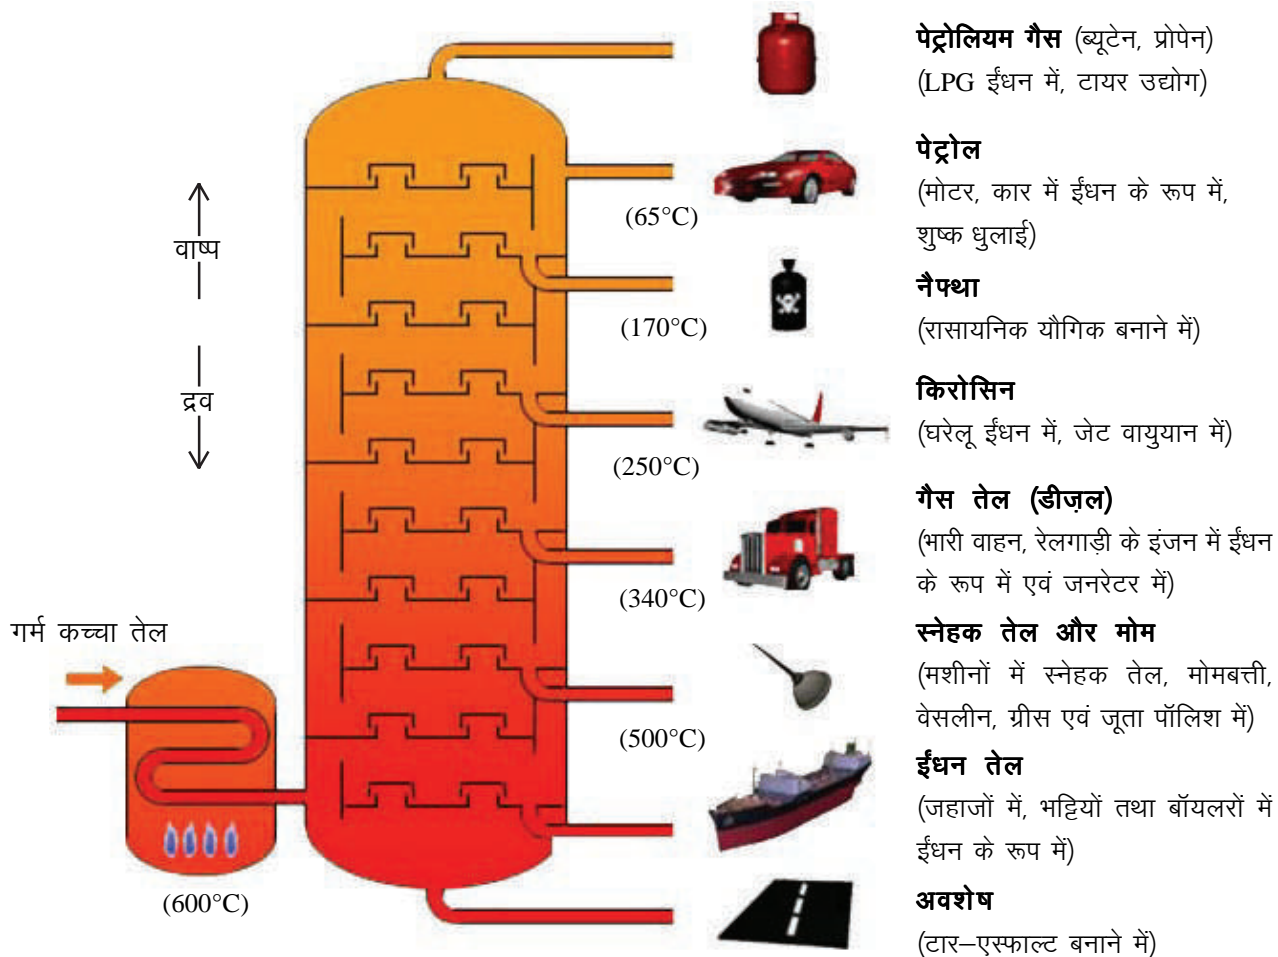 पेट्रोलियम गैस (ब्यूटेन, प्रोपेन)
(LPG ईंधन में, टायर उद्योग)
पेट्रोल
(मोटर, कार में ईंधन के रूप में,
शुष्क धुलाई)
(65°C)
वाष्प
नैफ्था
(रासायनिक यौगिक बनाने में)
(170°C)
द्रव
किरोसिन
(घरेलू ईंधन में, जेट वायुयान में)
(250°C)
गैस तेल (डीज़ल)
(भारी वाहन, रेलगाड़ी के इंजन में ईंधन
के रूप में एवं जनरेटर में)
(340°C)
गर्म कच्चा तेल
स्नेहक तेल और मोम
(मशीनों में स्नेहक तेल, मोमबत्ती,
वेसलीन, ग्रीस एवं जूता पॉलिश में)
(500°C)
ईंधन तेल
(जहाजों में, भट्टियों तथा बॉयलरों में
ईंधन के रूप में)
(600°C)
अवशेष
(टार–एस्फाल्ट बनाने में)